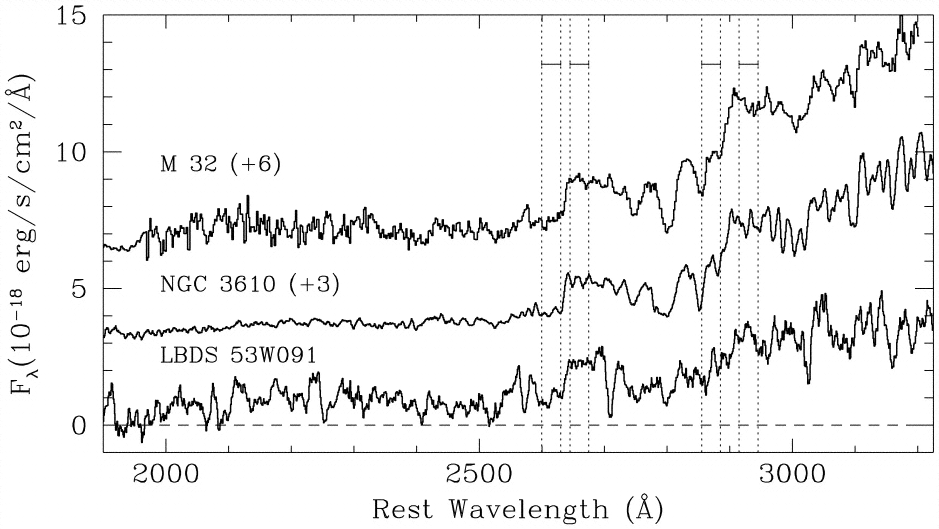 15
10
5
0
F_λ(10⁻¹⁸ erg/s/cm²/Å)
M 32 (+6)
NGC 3610 (+3)
LBDS 53W091
2000 2500 3000
Rest Wavelength (Å)